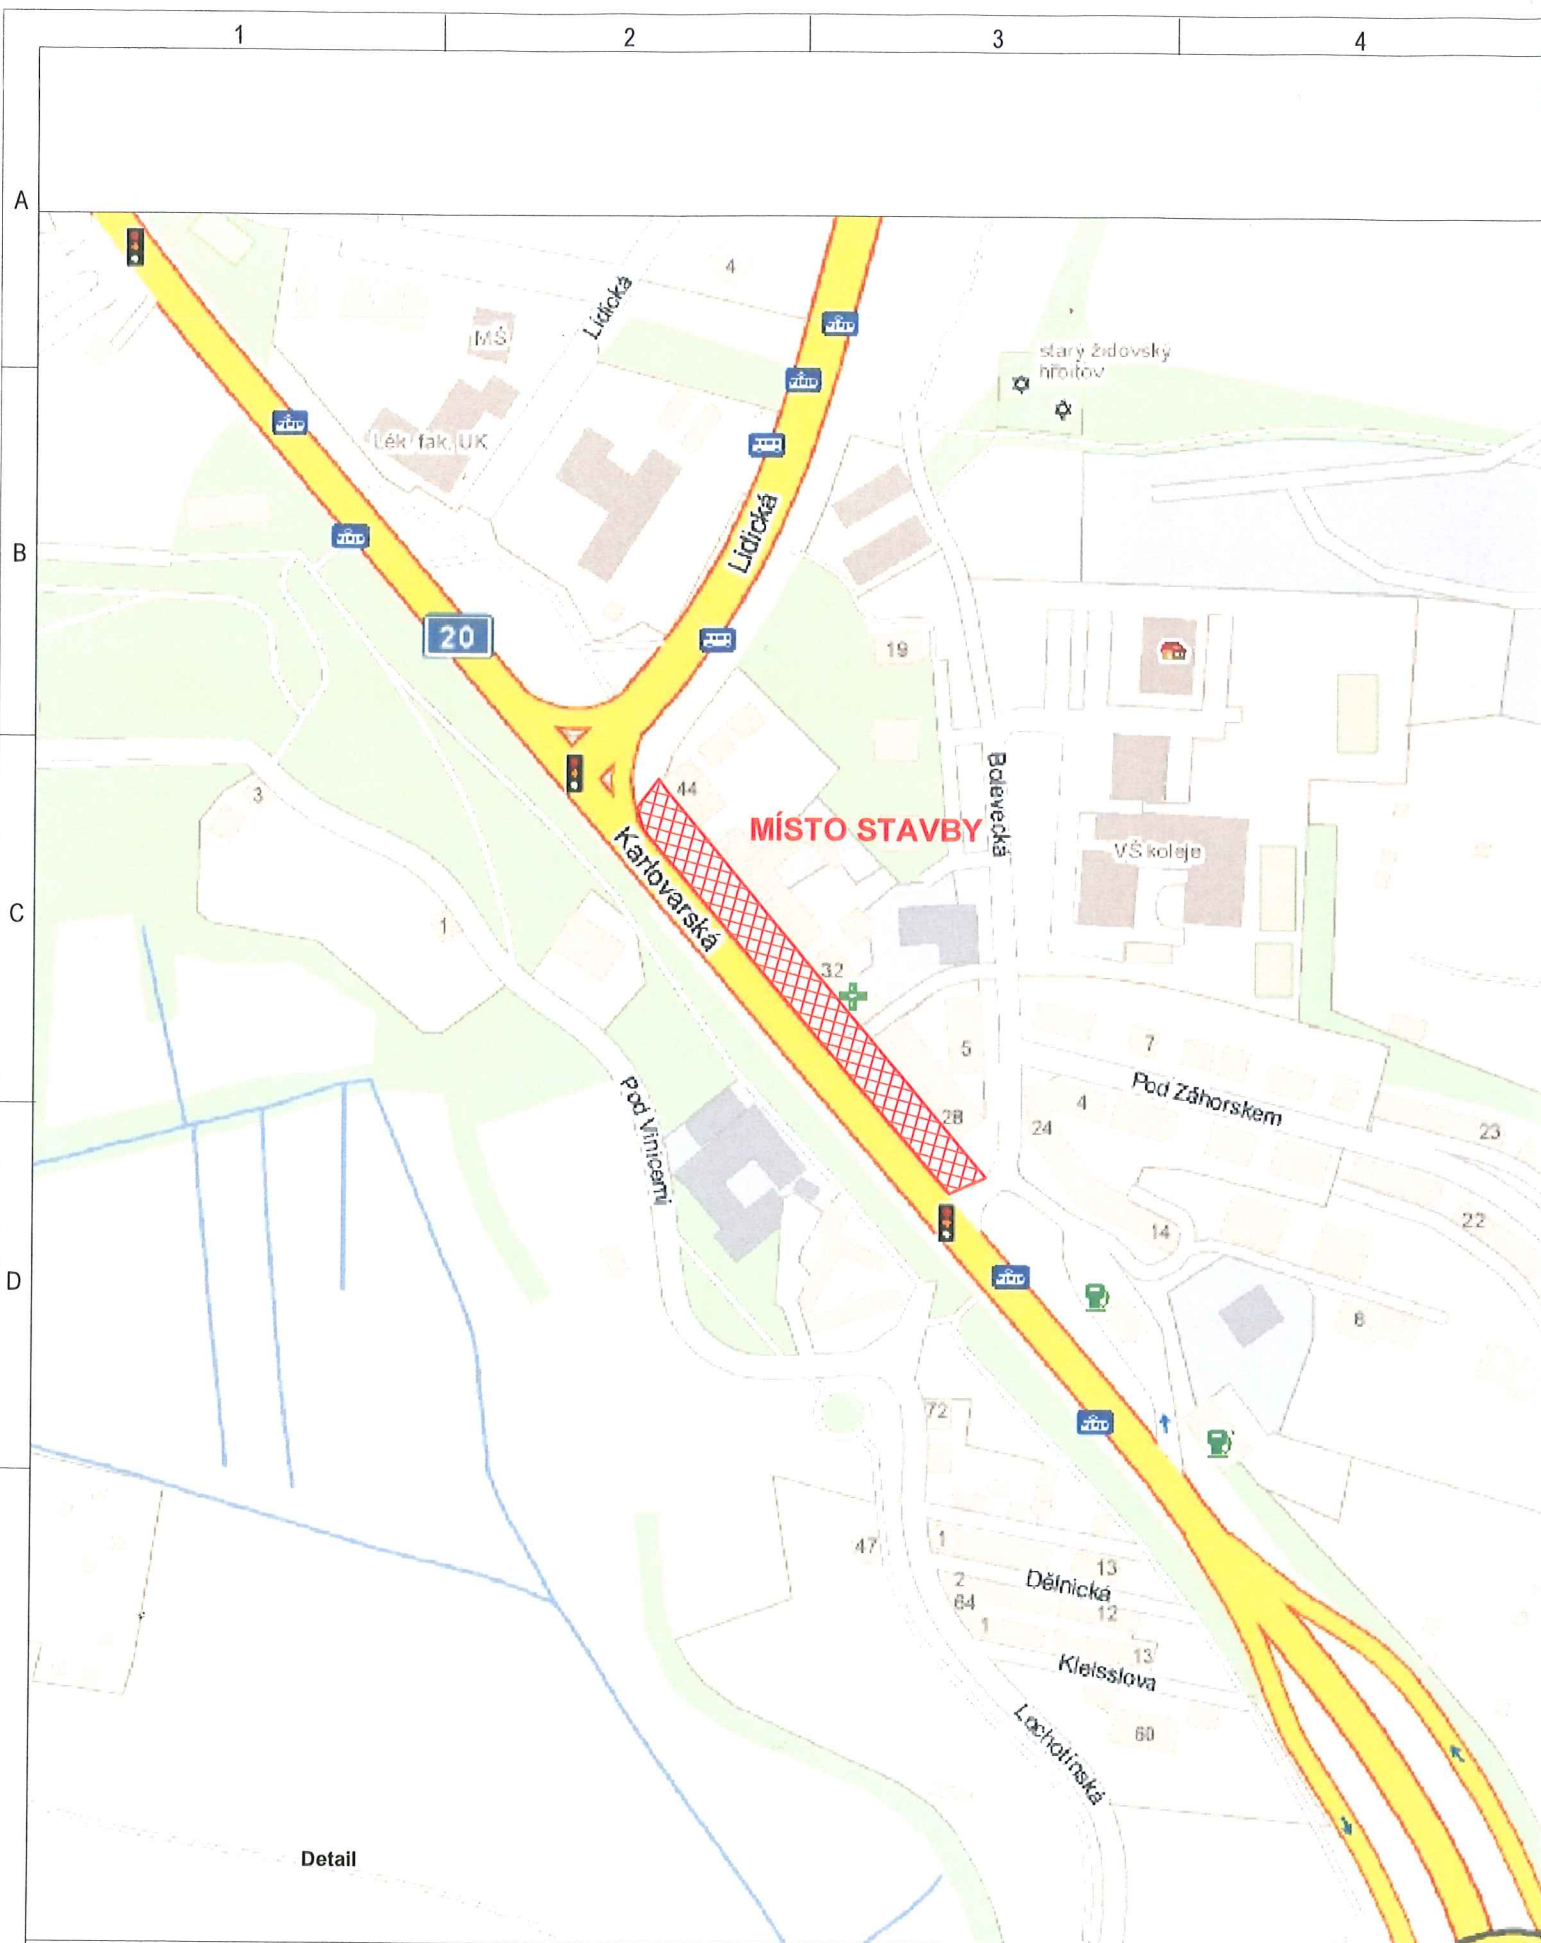 1
2
3
4
A
4
Lidická
MŠ
starý židovský
hřbitov
Lék. fak. UK
B
Lidická
20
19
Bolevecká
3
44
MÍSTO STAVBY
VŠ koleje
Karlovarská
C
1
32
5
7
Pod Záhorskem
4
28
24
23
Pod Vinicemi
14
22
D
8
72
47
1
13
Dělnická
2
64
12
1
13
Kleisslova
Lochotínská
60
Detail